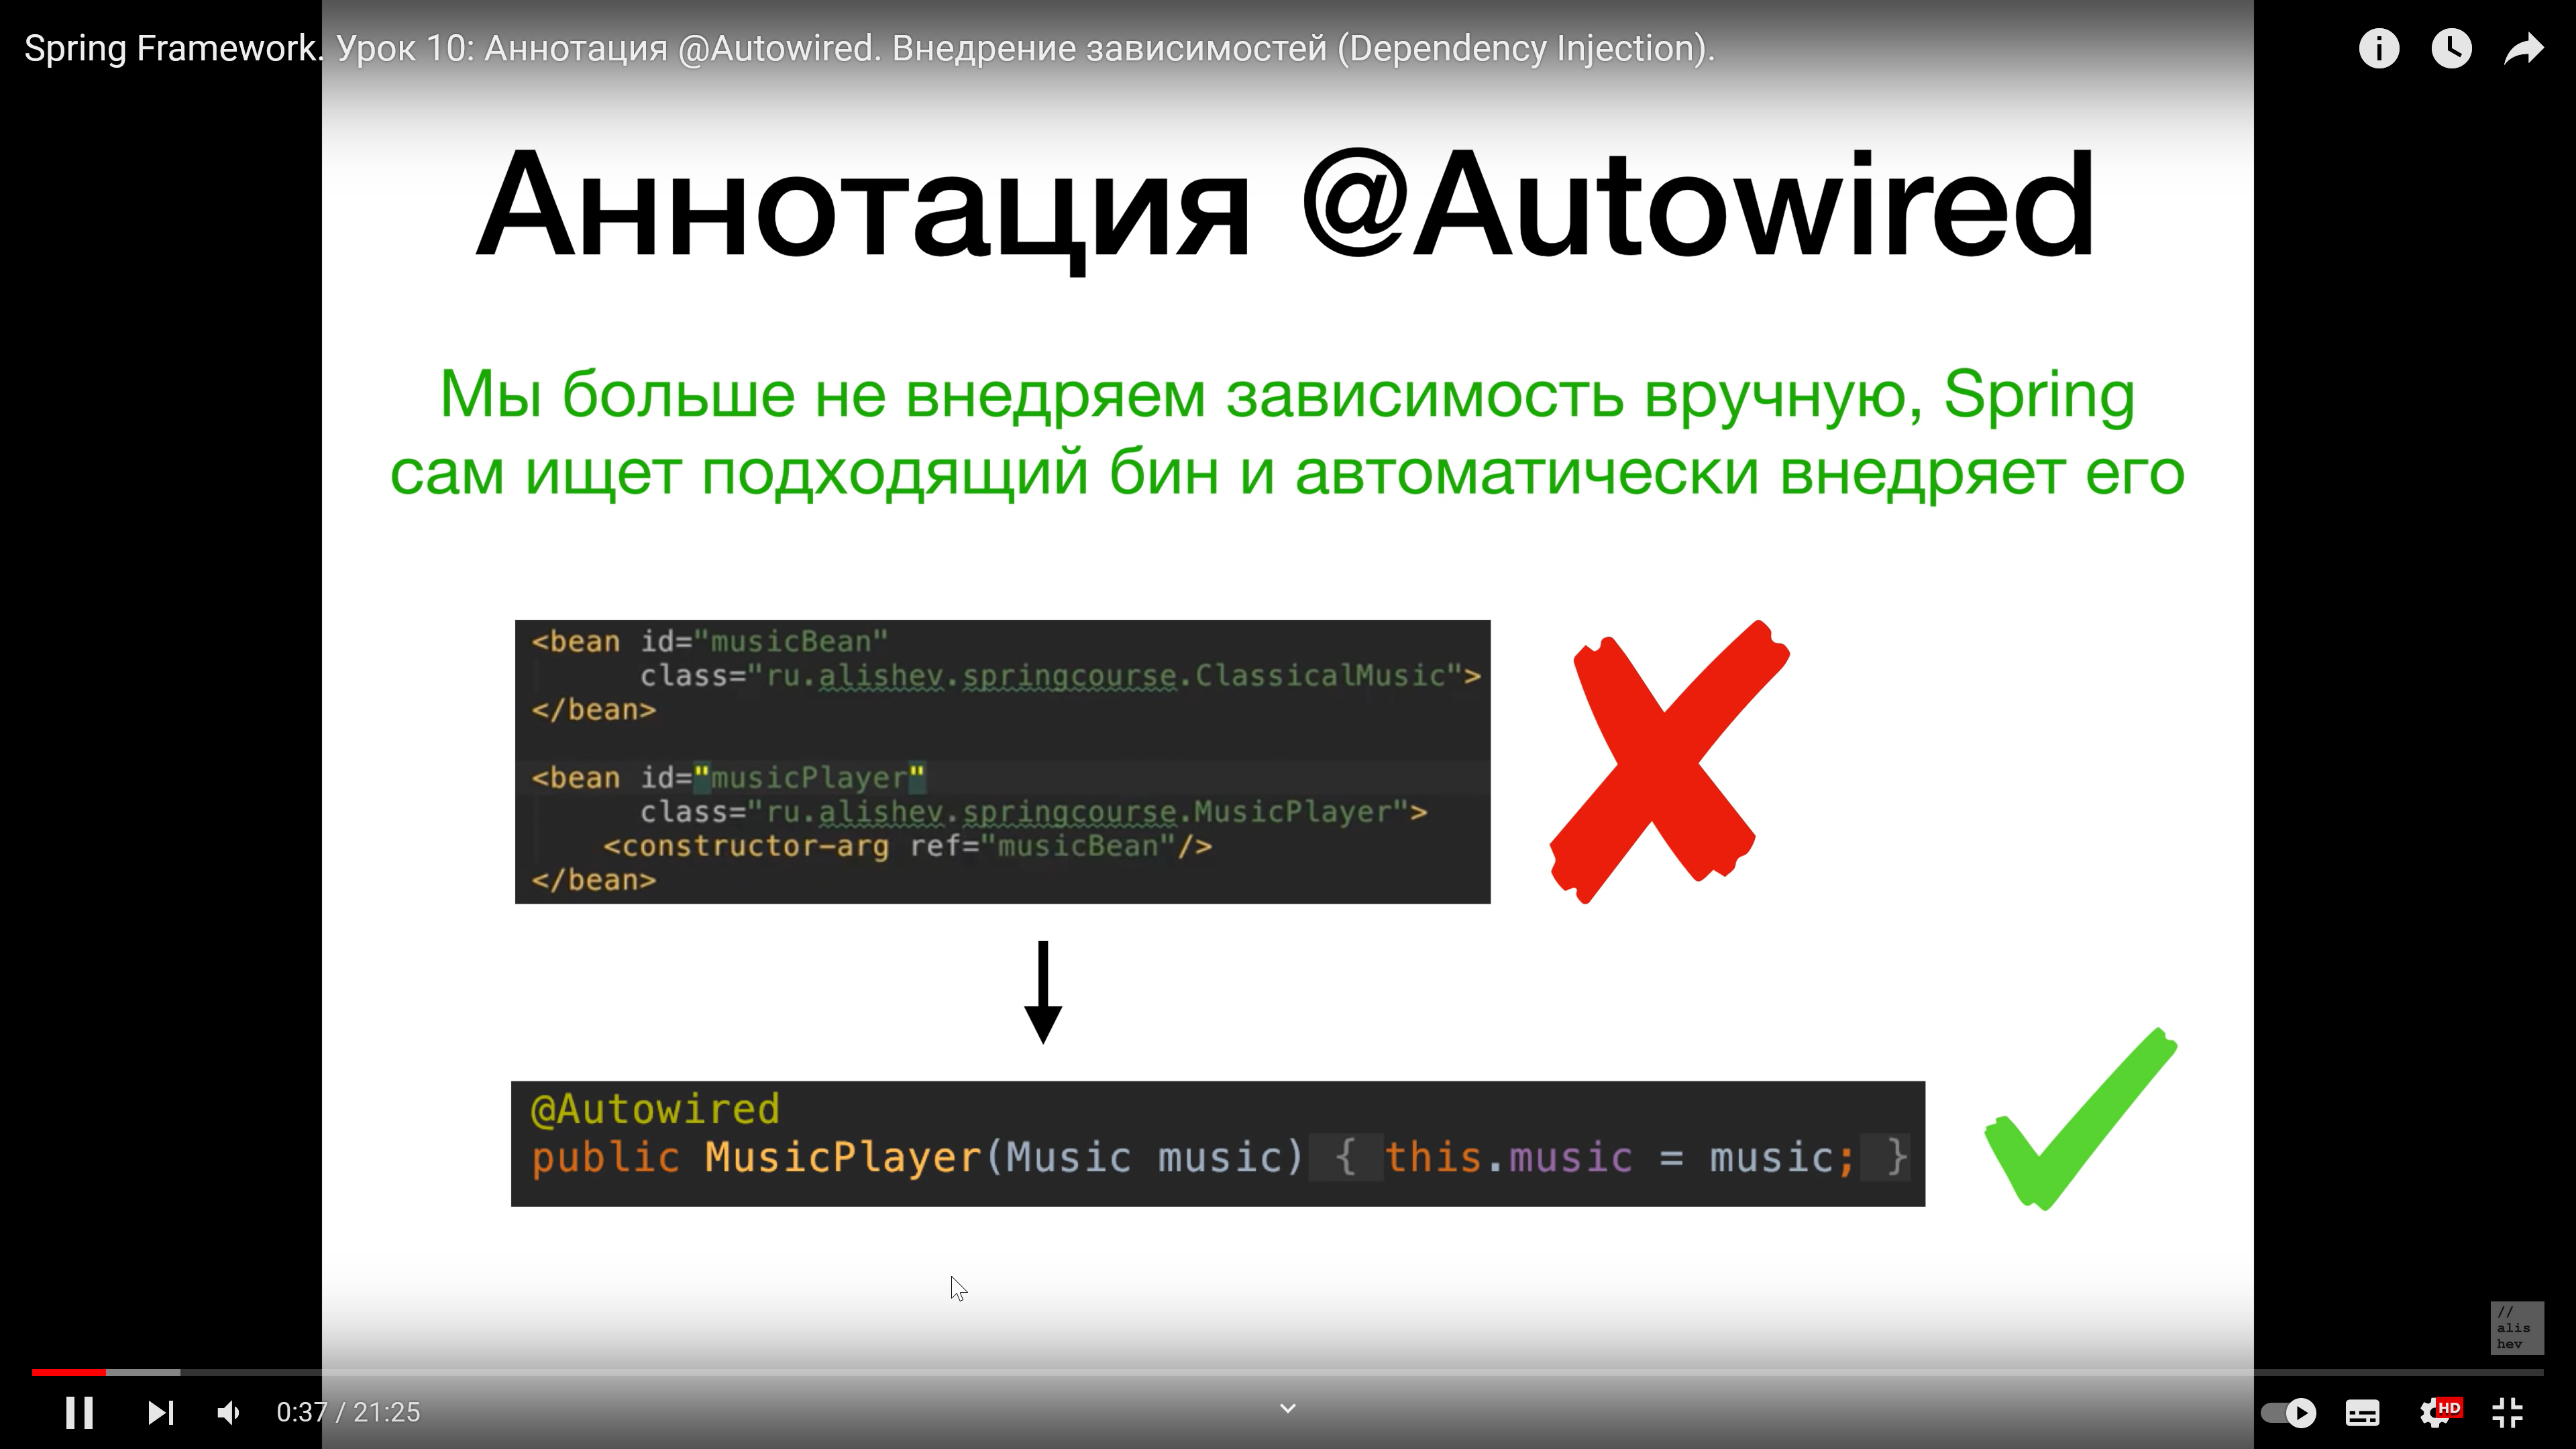 Spring Framework. Урок 10: Аннотация @Autowired. Внедрение зависимостей (Dependency Injection).
Аннотация @Autowired
Мы больше не внедряем зависимость вручную, Spring
сам ищет подходящий бин и автоматически внедряет его
<bean id="musicBean"
class="ru.alishev.springcourse.ClassicalMusic">
</bean>
<bean id="musicPlayer"
class="ru.alishev.springcourse.MusicPlayer">
<constructor-arg ref="musicBean"/>
</bean>
@Autowired
public MusicPlayer(Music music) { this.music = music; }
//
alis
hev
0:37 / 21:25
HD